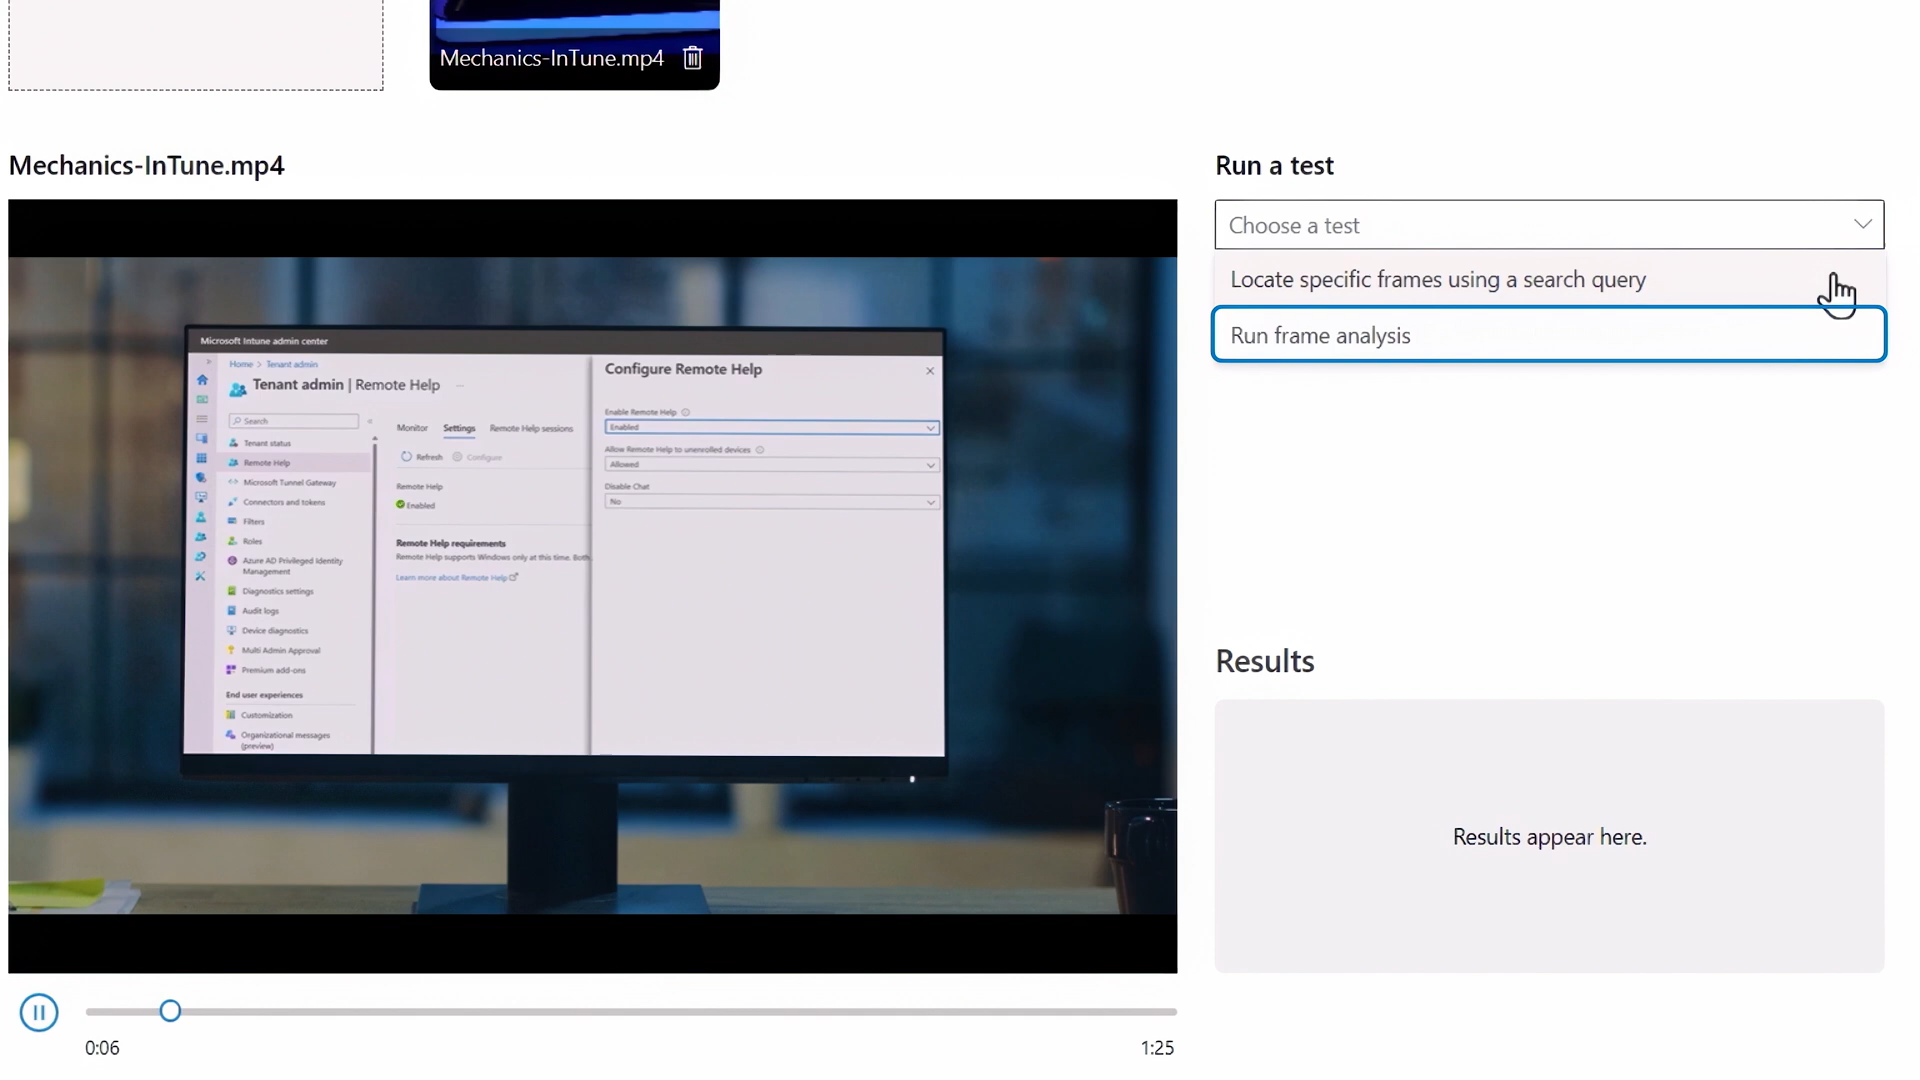 Mechanics-InTune.mp4
Mechanics-InTune.mp4
Run a test
Choose a test
Locate specific frames using a search query
Run frame analysis
Microsoft Intune admin center
Home > Tenant admin
Tenant admin | Remote Help
Search
Tenant status
Remote Help
Microsoft Tunnel Gateway
Connectors and tokens
Filters
Roles
Azure AD Privileged Identity
Management
Diagnostics settings
Audit logs
Device diagnostics
Multi Admin Approval
Premium add-ons
End user experiences
Customization
Organizational messages
(preview)
Monitor Settings Remote Help sessions
Refresh Configure
Remote Help
Enabled
Remote Help requirements
Remote Help supports Windows only at this time. Both
Learn more about Remote Help
Configure Remote Help
Enable Remote Help
Enabled
Allow Remote Help to unenrolled devices
Allowed
Disable Chat
No
Results
Results appear here.
0:06
1:25